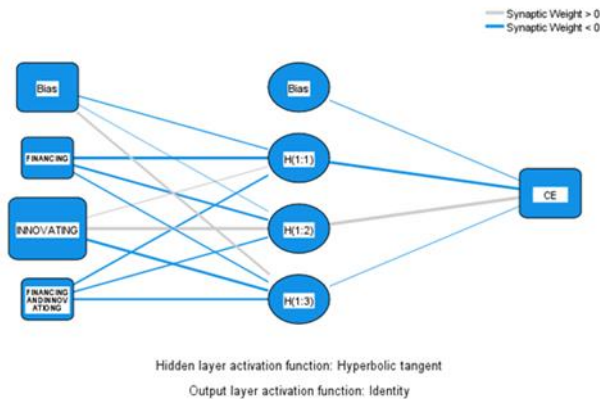 Synaptic Weight > 0
Synaptic Weight < 0
Bias
Bias
FINANCING
H(1:1)
CE
INNOVATING
H(1:2)
FINANCING
ANDINNOV
IATIONG
H(1:3)
Hidden layer activation function: Hyperbolic tangent
Output layer activation function: Identity